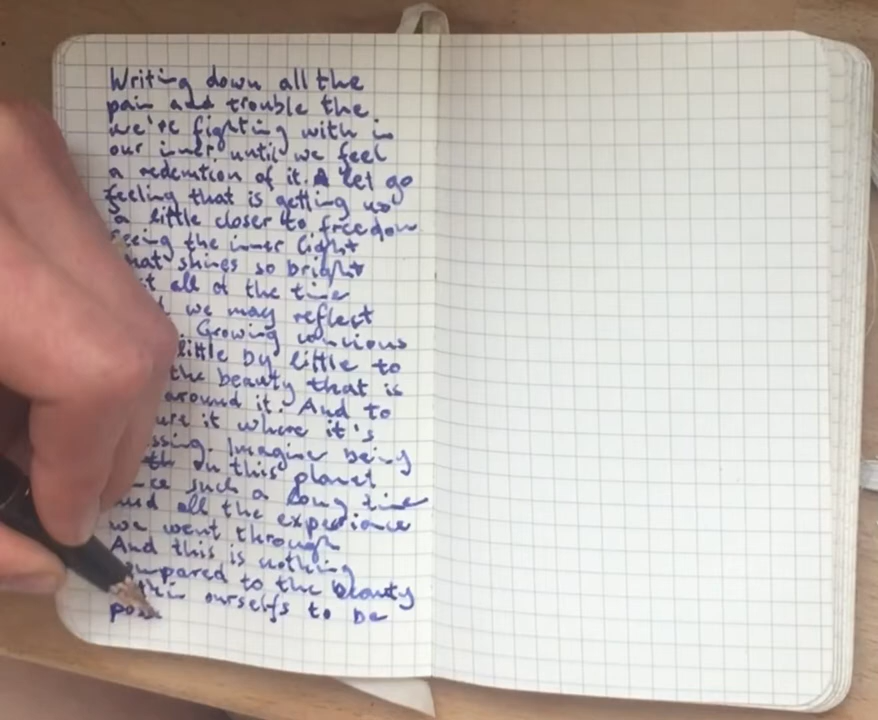 Writing down all the
pain and trouble the
we're fighting with in
our inner until we feel
a redemtion of it. A let go
feeling that is getting us
a little closer to freedom
seeing the inner light
that shines so bright
all of the time
we may reflect
Growing conscious
little by little to
the beauty that is
around it. And to
it where it's
Imagine being
on this planet
such a long time
and all the experiance
we went through
And this is nothing
compared to the beauty
ourselfs to be